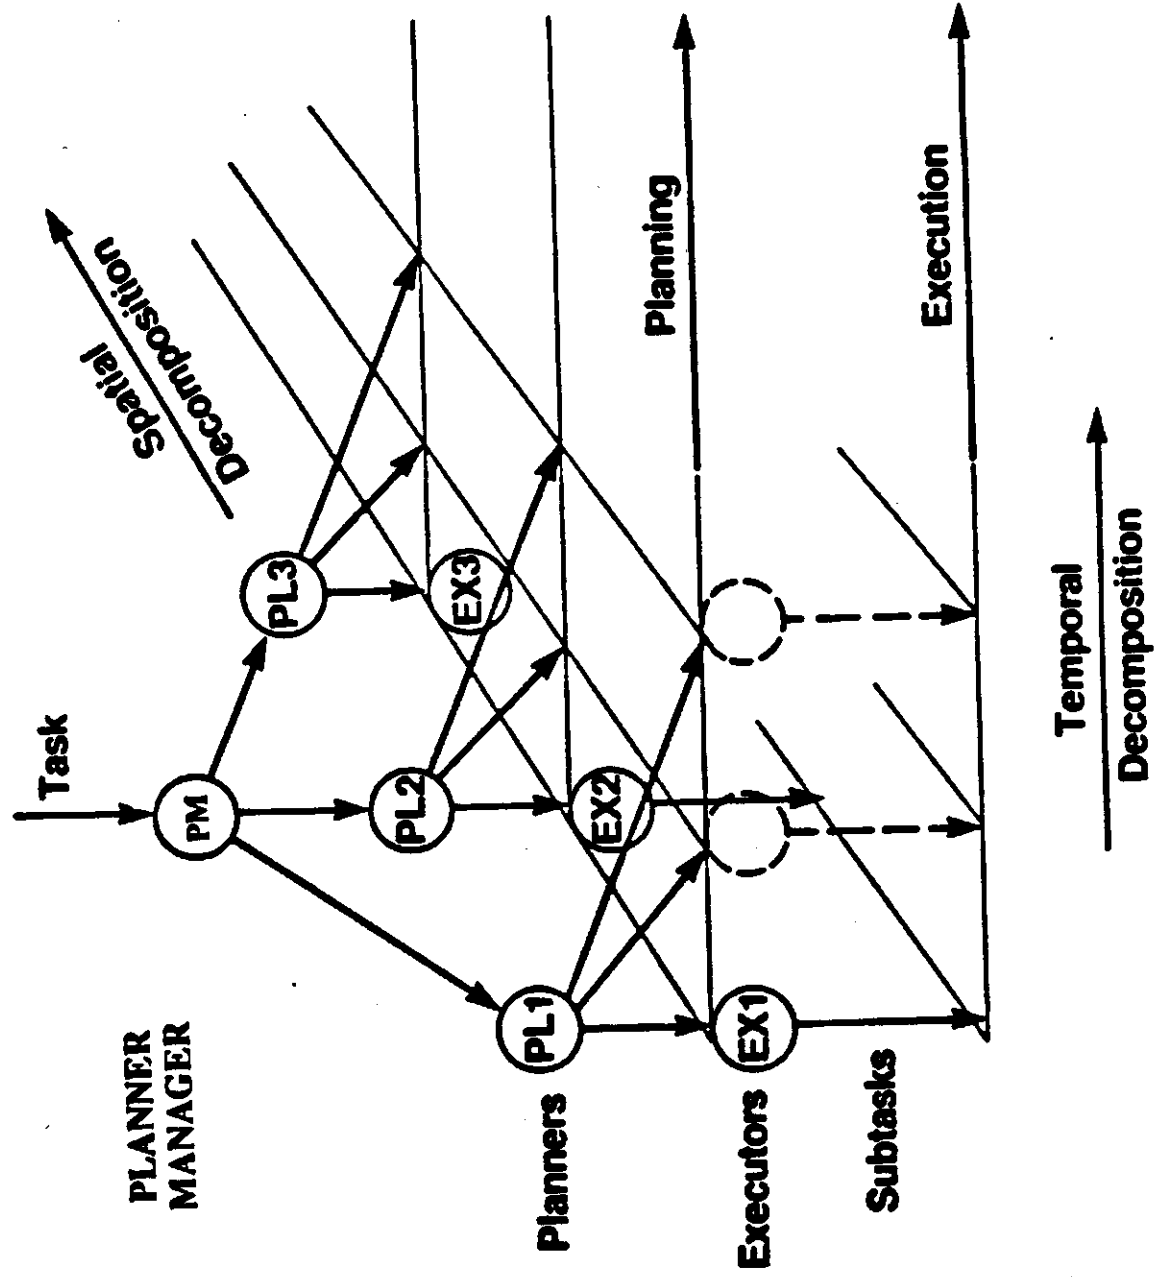 Task
PLANNER
MANAGER
PM
Spatial
Decomposition
Planners
PL1
PL2
PL3
Executors
EX1
EX2
EX3
Planning
Subtasks
Execution
Temporal
Decomposition